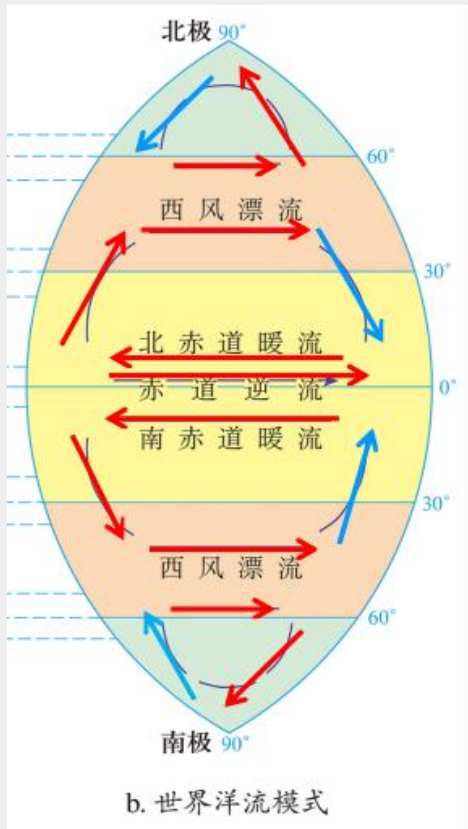 北极 90°
60°
西风漂流
30°
北赤道暖流
赤道逆流
0°
南赤道暖流
30°
西风漂流
60°
南极 90°
b. 世界洋流模式